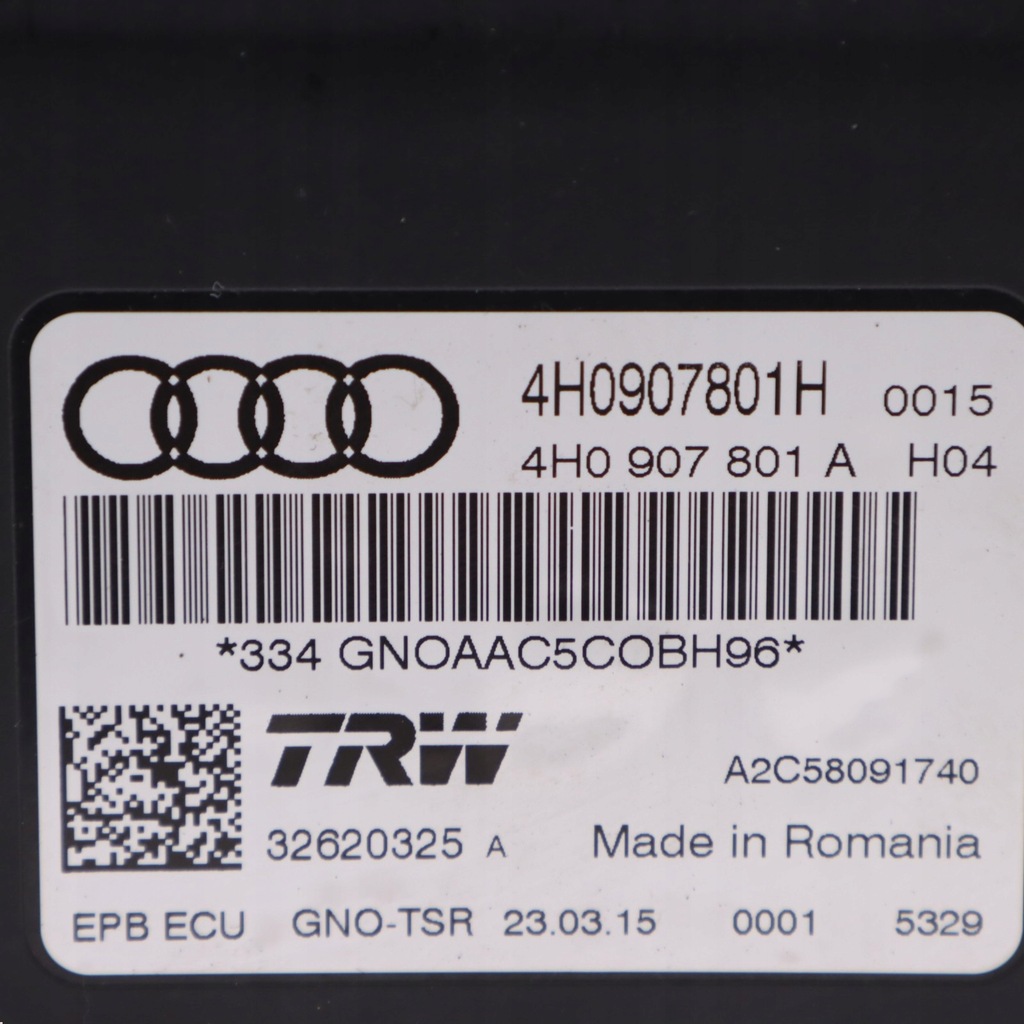 4H0907801H 0015
4H0 907 801 A H04
*334 GNOAAC5COBH96*
TRW
A2C58091740
32620325 A Made in Romania
EPB ECU GNO-TSR 23.03.15 0001 5329